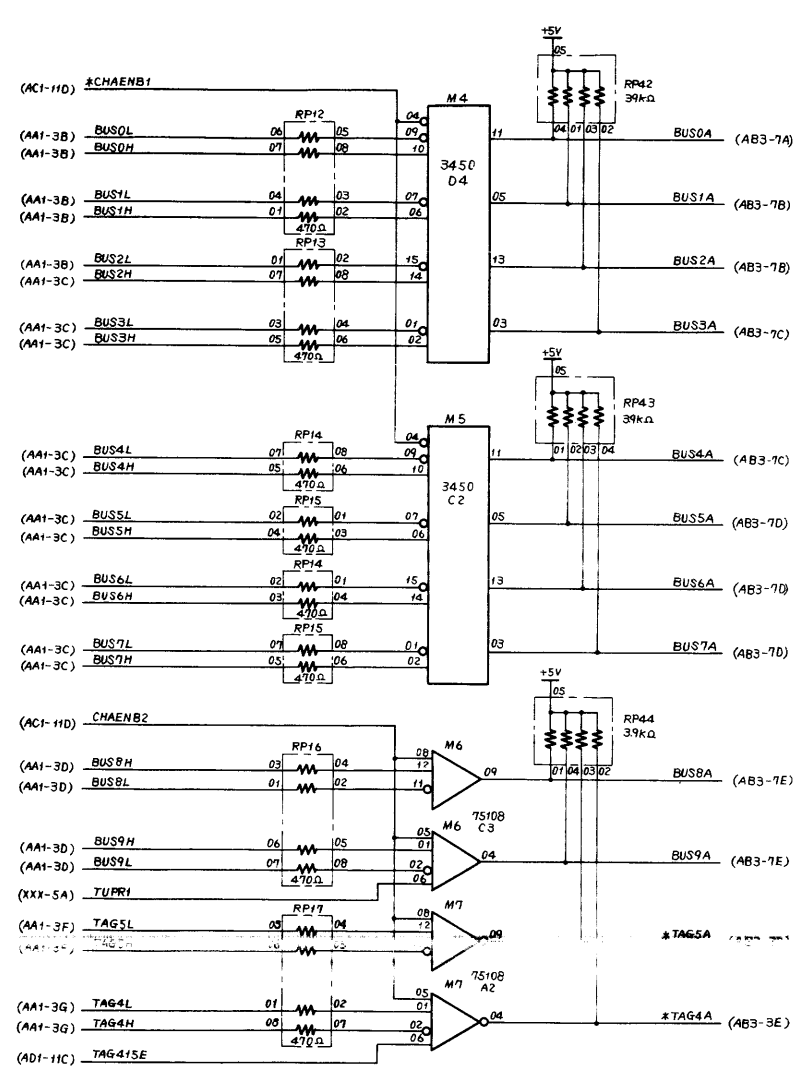 +5V
05
(AC1-11D) *CHAENB1
M4
RP42
39kΩ
RP12
04
04 01 03 02
(AA1-3B) BUS0L 06 05 09 11 BUS0A (AB3-7A)
(AA1-3B) BUS0H 07 08 10
3450
D4
(AA1-3B) BUS1L 04 03 07 05 BUS1A (AB3-7B)
(AA1-3B) BUS1H 01 02 06
470Ω
RP13
(AA1-3B) BUS2L 01 02 15 13 BUS2A (AB3-7B)
(AA1-3C) BUS2H 07 08 14
(AA1-3C) BUS3L 03 04 01 03 BUS3A (AB3-7C)
(AA1-3C) BUS3H 05 06 02
470Ω
+5V
05
RP43
39kΩ
M5
RP14
04
01 02 03 04
(AA1-3C) BUS4L 07 08 09 11 BUS4A (AB3-7C)
(AA1-3C) BUS4H 05 06 10
470Ω
3450
C2
RP15
(AA1-3C) BUS5L 02 01 07 05 BUS5A (AB3-7D)
(AA1-3C) BUS5H 04 03 06
470Ω
RP14
(AA1-3C) BUS6L 02 01 15 13 BUS6A (AB3-7D)
(AA1-3C) BUS6H 03 04 14
470Ω
RP15
(AA1-3C) BUS7L 07 08 01 03 BUS7A (AB3-7D)
(AA1-3C) BUS7H 05 06 02
470Ω
+5V
05
(AC1-11D) CHAENB2
RP44
3.9kΩ
M6
RP16
08
01 04 03 02
(AA1-3D) BUS8H 03 04 12 09 BUS8A (AB3-7E)
(AA1-3D) BUS8L 01 02 11
M6 75108
C3
05
(AA1-3D) BUS9H 06 05 01 04 BUS9A (AB3-7E)
(AA1-3D) BUS9L 07 08 02
470Ω
(XXX-5A) TUPR1 06
M7
RP17
08
(AA1-3F) TAG5L 05 04 12 09 *TAG5A
M7 75108
A2
05
(AA1-3G) TAG4L 01 02 01 04 *TAG4A (AB3-3E)
(AA1-3G) TAG4H 08 07 02
470Ω
(AD1-11C) TAG415E 06